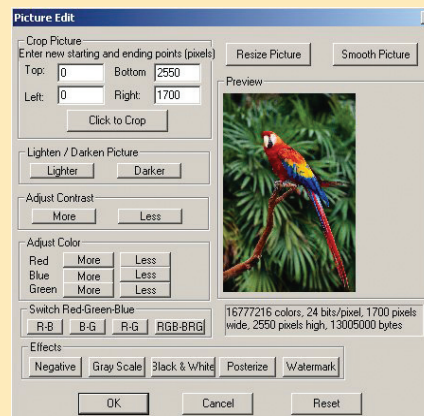 Picture Edit
Crop Picture
Enter new starting and ending points (pixels)
Top: 0 Bottom 2550
Left: 0 Right: 1700
Click to Crop
Resize Picture Smooth Picture
Preview
Lighten / Darken Picture
Lighter Darker
Adjust Contrast
More Less
Adjust Color
Red More Less
Blue More Less
Green More Less
Switch Red-Green-Blue
R-B B-G R-G RGB-BRG
16777216 colors, 24 bits/pixel, 1700 pixels
wide, 2550 pixels high, 13005000 bytes
Effects
Negative Gray Scale Black & White Posterize Watermark
OK Cancel Reset